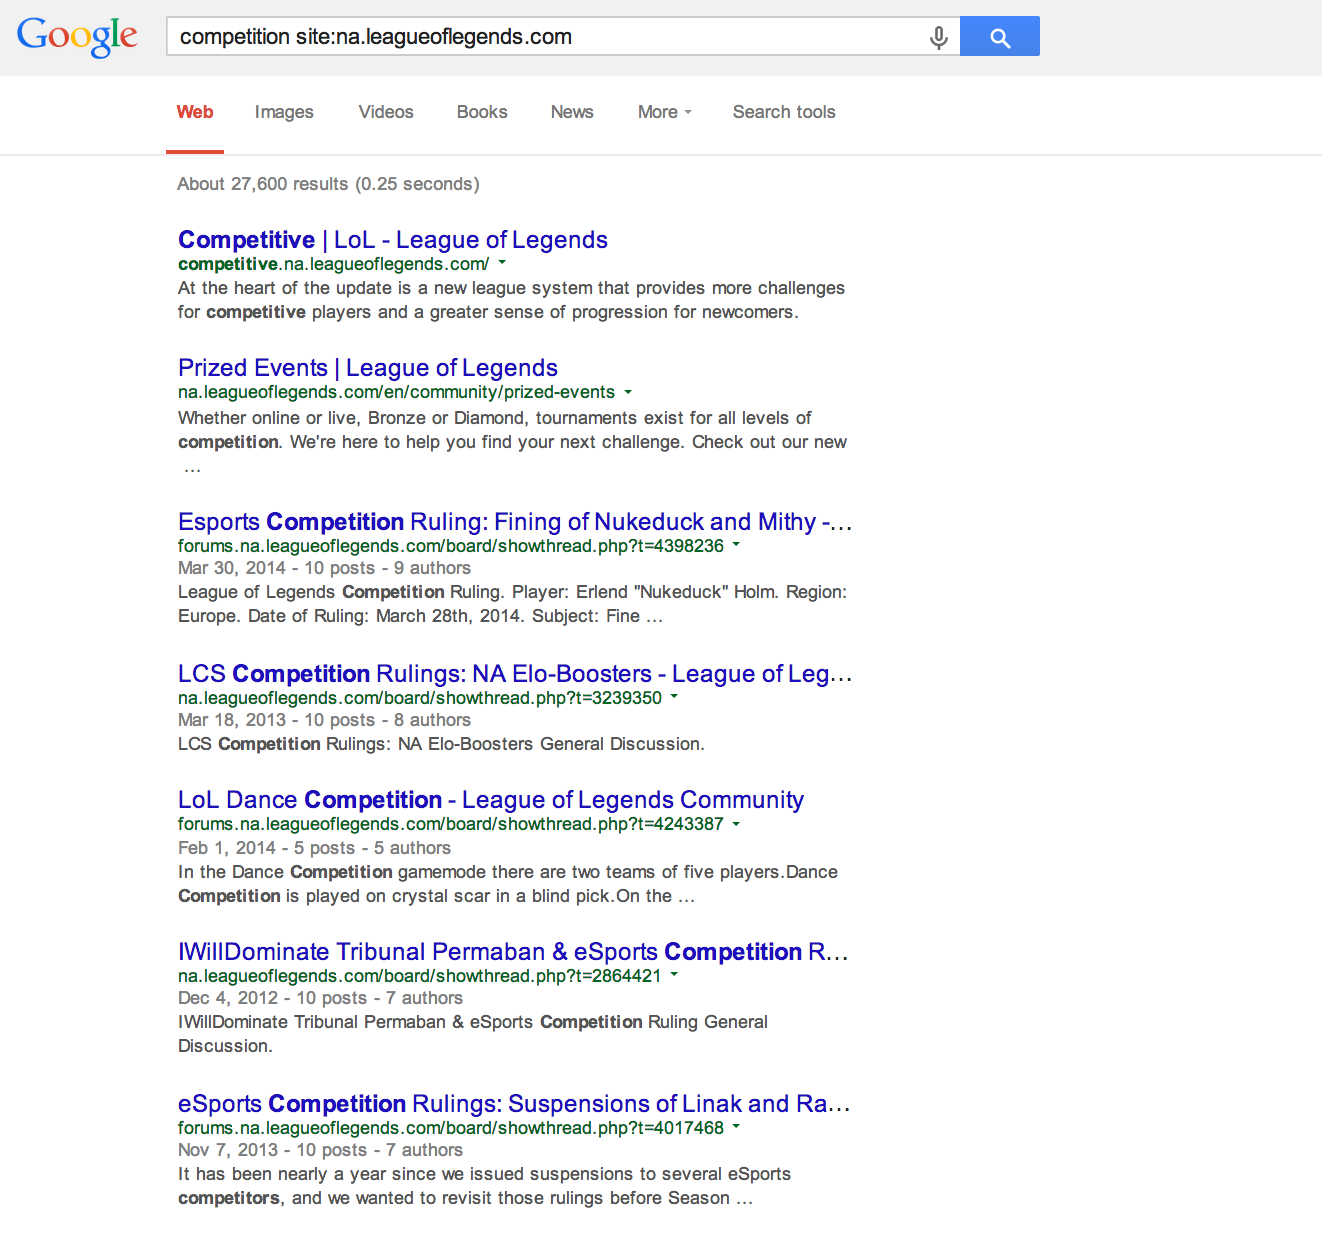 Google
competition site:na.leagueoflegends.com
Web Images Videos Books News More Search tools
About 27,600 results (0.25 seconds)
Competitive | LoL - League of Legends
competitive.na.leagueoflegends.com/
At the heart of the update is a new league system that provides more challenges
for competitive players and a greater sense of progression for newcomers.
Prized Events | League of Legends
na.leagueoflegends.com/en/community/prized-events
Whether online or live, Bronze or Diamond, tournaments exist for all levels of
competition. We're here to help you find your next challenge. Check out our new
...
Esports Competition Ruling: Fining of Nukeduck and Mithy -...
forums.na.leagueoflegends.com/board/showthread.php?t=4398236
Mar 30, 2014 - 10 posts - 9 authors
League of Legends Competition Ruling. Player: Erlend "Nukeduck" Holm. Region:
Europe. Date of Ruling: March 28th, 2014. Subject: Fine ...
LCS Competition Rulings: NA Elo-Boosters - League of Leg...
na.leagueoflegends.com/board/showthread.php?t=3239350
Mar 18, 2013 - 10 posts - 8 authors
LCS Competition Rulings: NA Elo-Boosters General Discussion.
LoL Dance Competition - League of Legends Community
forums.na.leagueoflegends.com/board/showthread.php?t=4243387
Feb 1, 2014 - 5 posts - 5 authors
In the Dance Competition gamemode there are two teams of five players.Dance
Competition is played on crystal scar in a blind pick.On the ...
IWillDominate Tribunal Permaban & eSports Competition R...
na.leagueoflegends.com/board/showthread.php?t=2864421
Dec 4, 2012 - 10 posts - 7 authors
IWillDominate Tribunal Permaban & eSports Competition Ruling General
Discussion.
eSports Competition Rulings: Suspensions of Linak and Ra...
forums.na.leagueoflegends.com/board/showthread.php?t=4017468
Nov 7, 2013 - 10 posts - 7 authors
It has been nearly a year since we issued suspensions to several eSports
competitors, and we wanted to revisit those rulings before Season ...